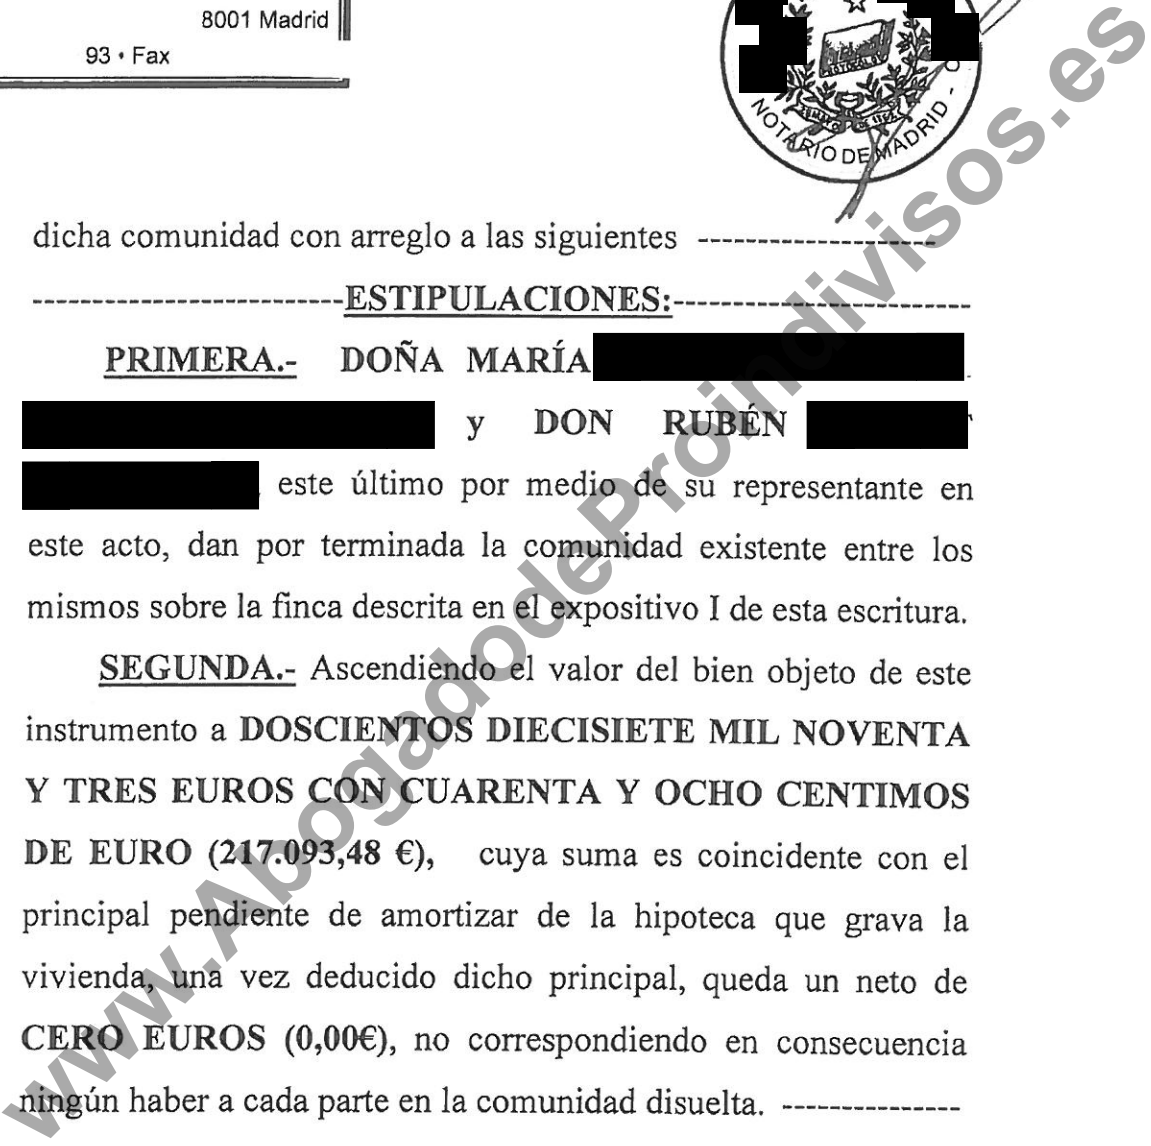 8001 Madrid
93 • Fax
PROTOCOLOS
NOTARIO DE MADRID -
dicha comunidad con arreglo a las siguientes --------------------
--------------------------ESTIPULACIONES:-------------------------
PRIMERA.- DOÑA MARÍA
y DON RUBÉN
, este último por medio de su representante en
este acto, dan por terminada la comunidad existente entre los
mismos sobre la finca descrita en el expositivo I de esta escritura.
SEGUNDA.- Ascendiendo el valor del bien objeto de este
instrumento a DOSCIENTOS DIECISIETE MIL NOVENTA
Y TRES EUROS CON CUARENTA Y OCHO CENTIMOS
DE EURO (217.093,48 €), cuya suma es coincidente con el
principal pendiente de amortizar de la hipoteca que grava la
vivienda, una vez deducido dicho principal, queda un neto de
CERO EUROS (0,00€), no correspondiendo en consecuencia
ningún haber a cada parte en la comunidad disuelta. ---------------
www.AbogadodeProindivisos.es